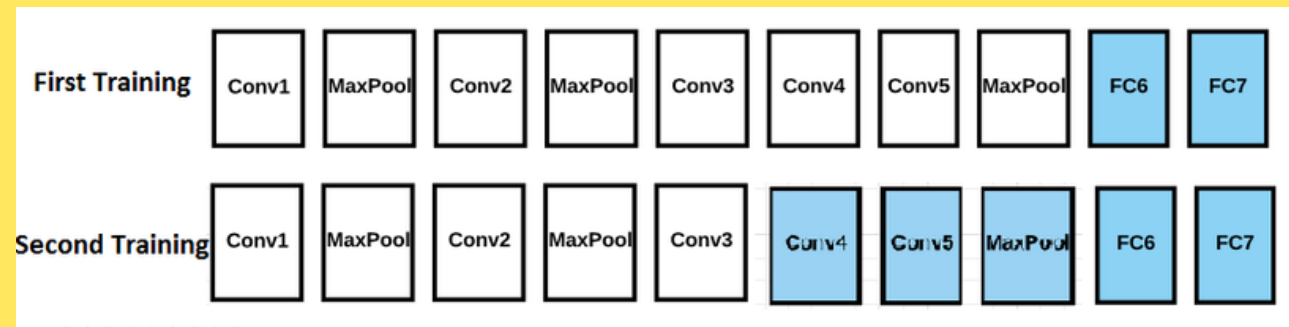 First Training Conv1 MaxPool Conv2 MaxPool Conv3 Conv4 Conv5 MaxPool FC6 FC7
Second Training Conv1 MaxPool Conv2 MaxPool Conv3 Conv4 Conv5 MaxPool FC6 FC7